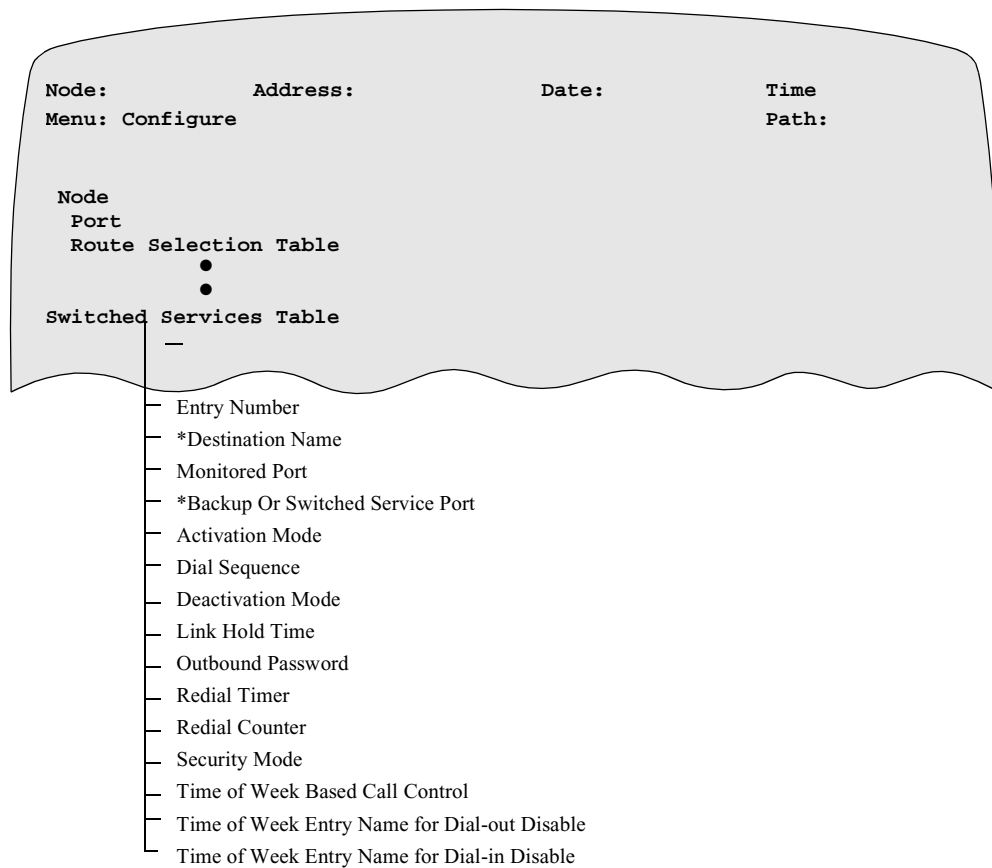 Node: Address: Date: Time
Menu: Configure Path:
Node
Port
Route Selection Table
Switched Services Table
Entry Number
*Destination Name
Monitored Port
*Backup Or Switched Service Port
Activation Mode
Dial Sequence
Deactivation Mode
Link Hold Time
Outbound Password
Redial Timer
Redial Counter
Security Mode
Time of Week Based Call Control
Time of Week Entry Name for Dial-out Disable
Time of Week Entry Name for Dial-in Disable